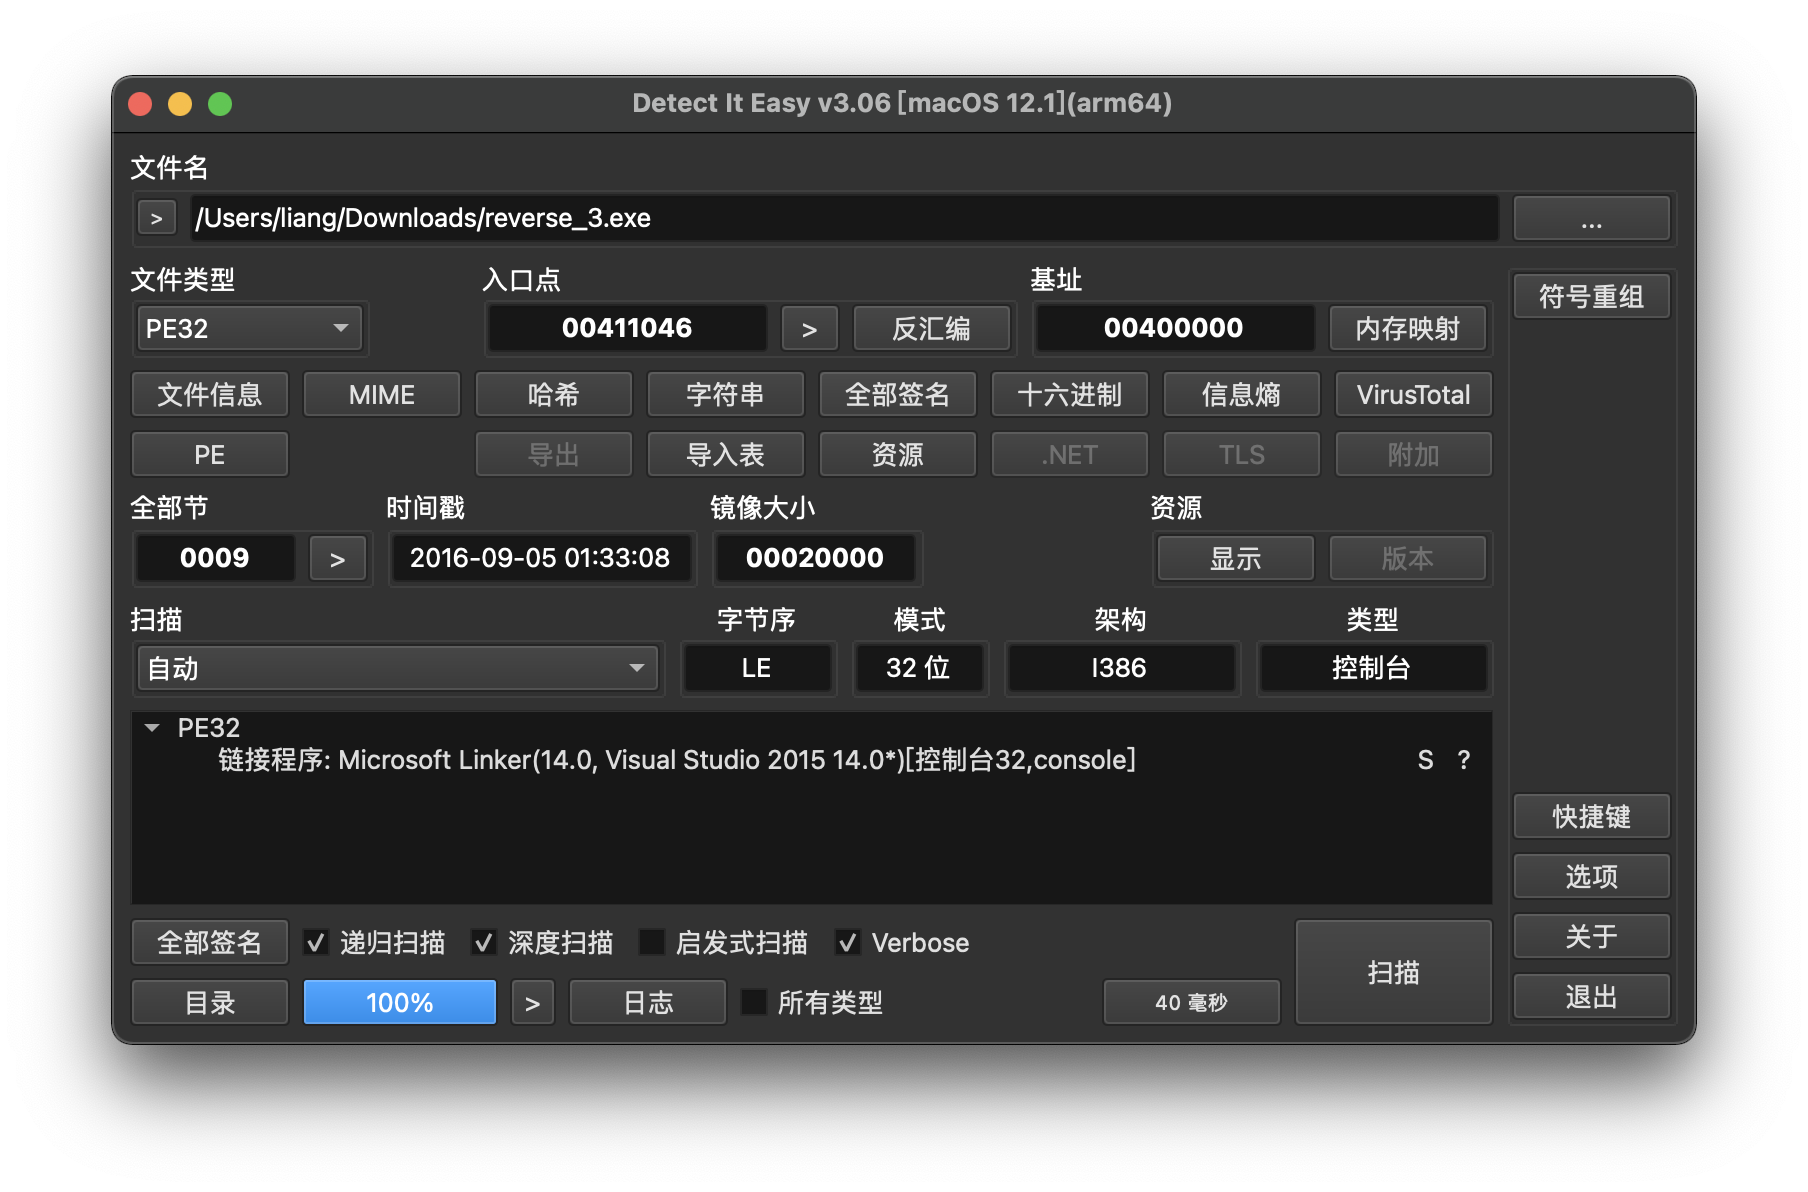 Detect It Easy v3.06 [macOS 12.1](arm64)
文件名
> /Users/liang/Downloads/reverse_3.exe ...
文件类型 入口点 基址
PE32 00411046 > 反汇编 00400000 内存映射 符号重组
文件信息 MIME 哈希 字符串 全部签名 十六进制 信息熵 VirusTotal
PE 导出 导入表 资源 .NET TLS 附加
全部节 时间戳 镜像大小 资源
0009 > 2016-09-05 01:33:08 00020000 显示 版本
扫描 字节序 模式 架构 类型
自动 LE 32 位 I386 控制台
PE32
链接程序: Microsoft Linker(14.0, Visual Studio 2015 14.0*)[控制台32,console] S ?
快捷键
选项
全部签名 递归扫描 深度扫描 启发式扫描 Verbose 扫描 关于
目录 100% > 日志 所有类型 40 毫秒 退出